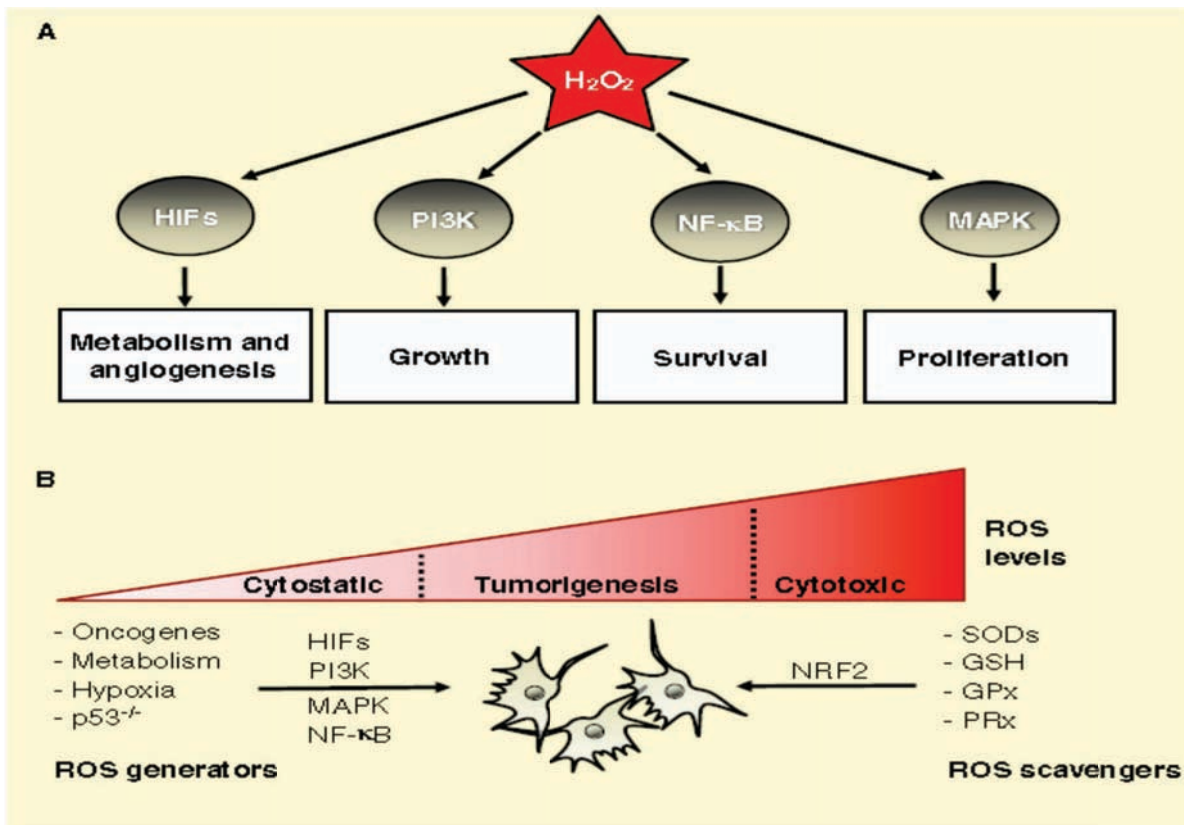 A
H₂O₂
HIFs
PI3K
NF-κB
MAPK
Metabolism and
angiogenesis
Growth
Survival
Proliferation
B
ROS
levels
Cytostatic
Tumorigenesis
Cytotoxic
- Oncogenes
- Metabolism
- Hypoxia
- p53⁻/⁻
ROS generators
HIFs
PI3K
MAPK
NF-κB
NRF2
- SODs
- GSH
- GPx
- PRx
ROS scavengers